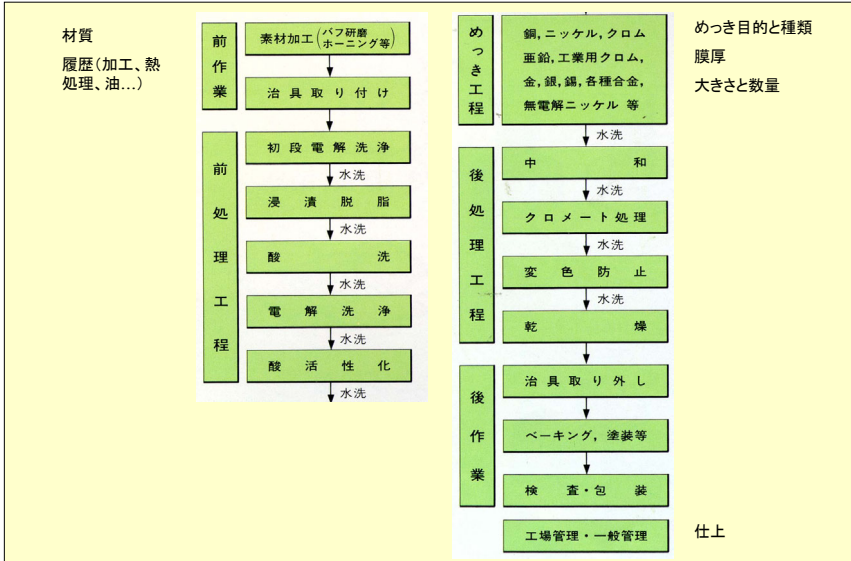 材質
履歴(加工、熱
処理、油…)
前作業
素材加工(バフ研磨
ホーニング等)
治具取り付け
前処理工程
初段電解洗浄
水洗
浸漬脱脂
水洗
酸洗
水洗
電解洗浄
水洗
酸活性化
水洗
めっき工程
銅,ニッケル,クロム
亜鉛,工業用クロム,
金,銀,錫,各種合金,
無電解ニッケル 等
水洗
後処理工程
中和
水洗
クロメート処理
水洗
変色防止
水洗
乾燥
後作業
治具取り外し
ベーキング,塗装等
検査・包装
工場管理・一般管理
めっき目的と種類
膜厚
大きさと数量
仕上